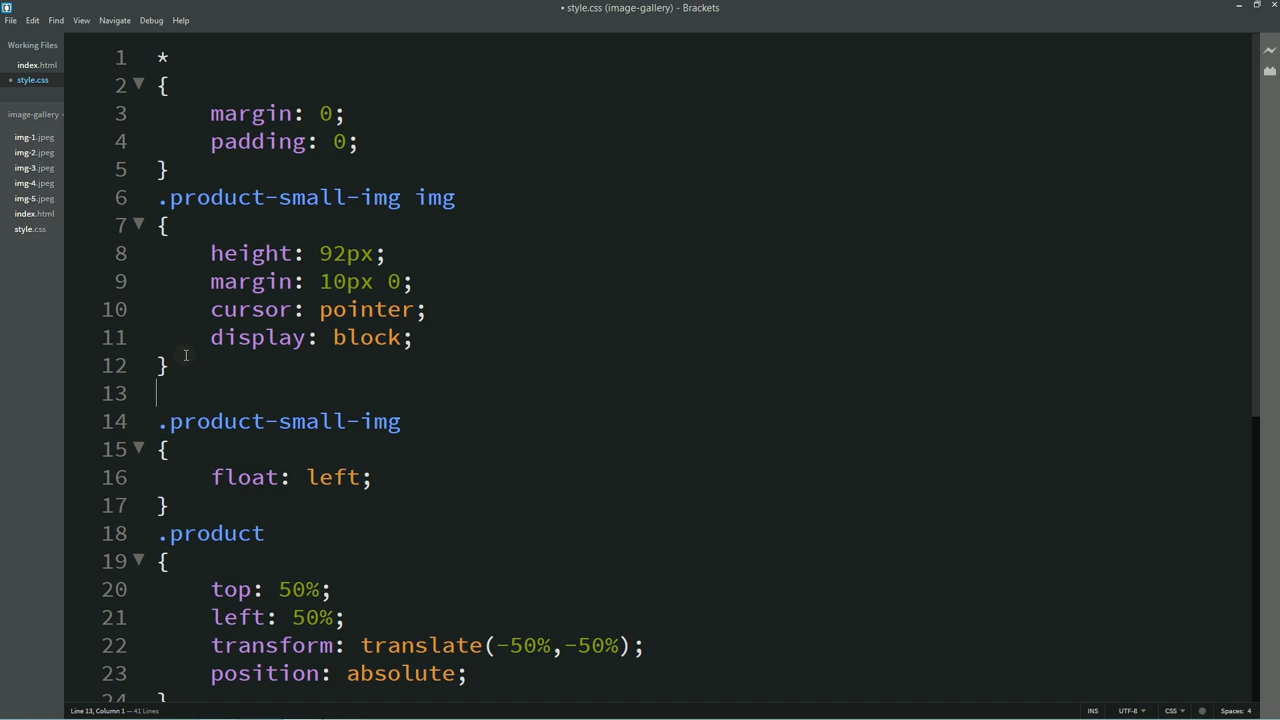 • style.css (image-gallery) - Brackets
File Edit Find View Navigate Debug Help
Working Files
index.html
• style.css
image-gallery
img-1.jpeg
img-2.jpeg
img-3.jpeg
img-4.jpeg
img-5.jpeg
index.html
style.css
1 *
2 {
3 margin: 0;
4 padding: 0;
5 }
6 .product-small-img img
7 {
8 height: 92px;
9 margin: 10px 0;
10 cursor: pointer;
11 display: block;
12 }
13
14 .product-small-img
15 {
16 float: left;
17 }
18 .product
19 {
20 top: 50%;
21 left: 50%;
22 transform: translate(-50%,-50%);
23 position: absolute;
24 }
Line 13, Column 1 — 41 Lines
INS UTF-8 CSS Spaces: 4